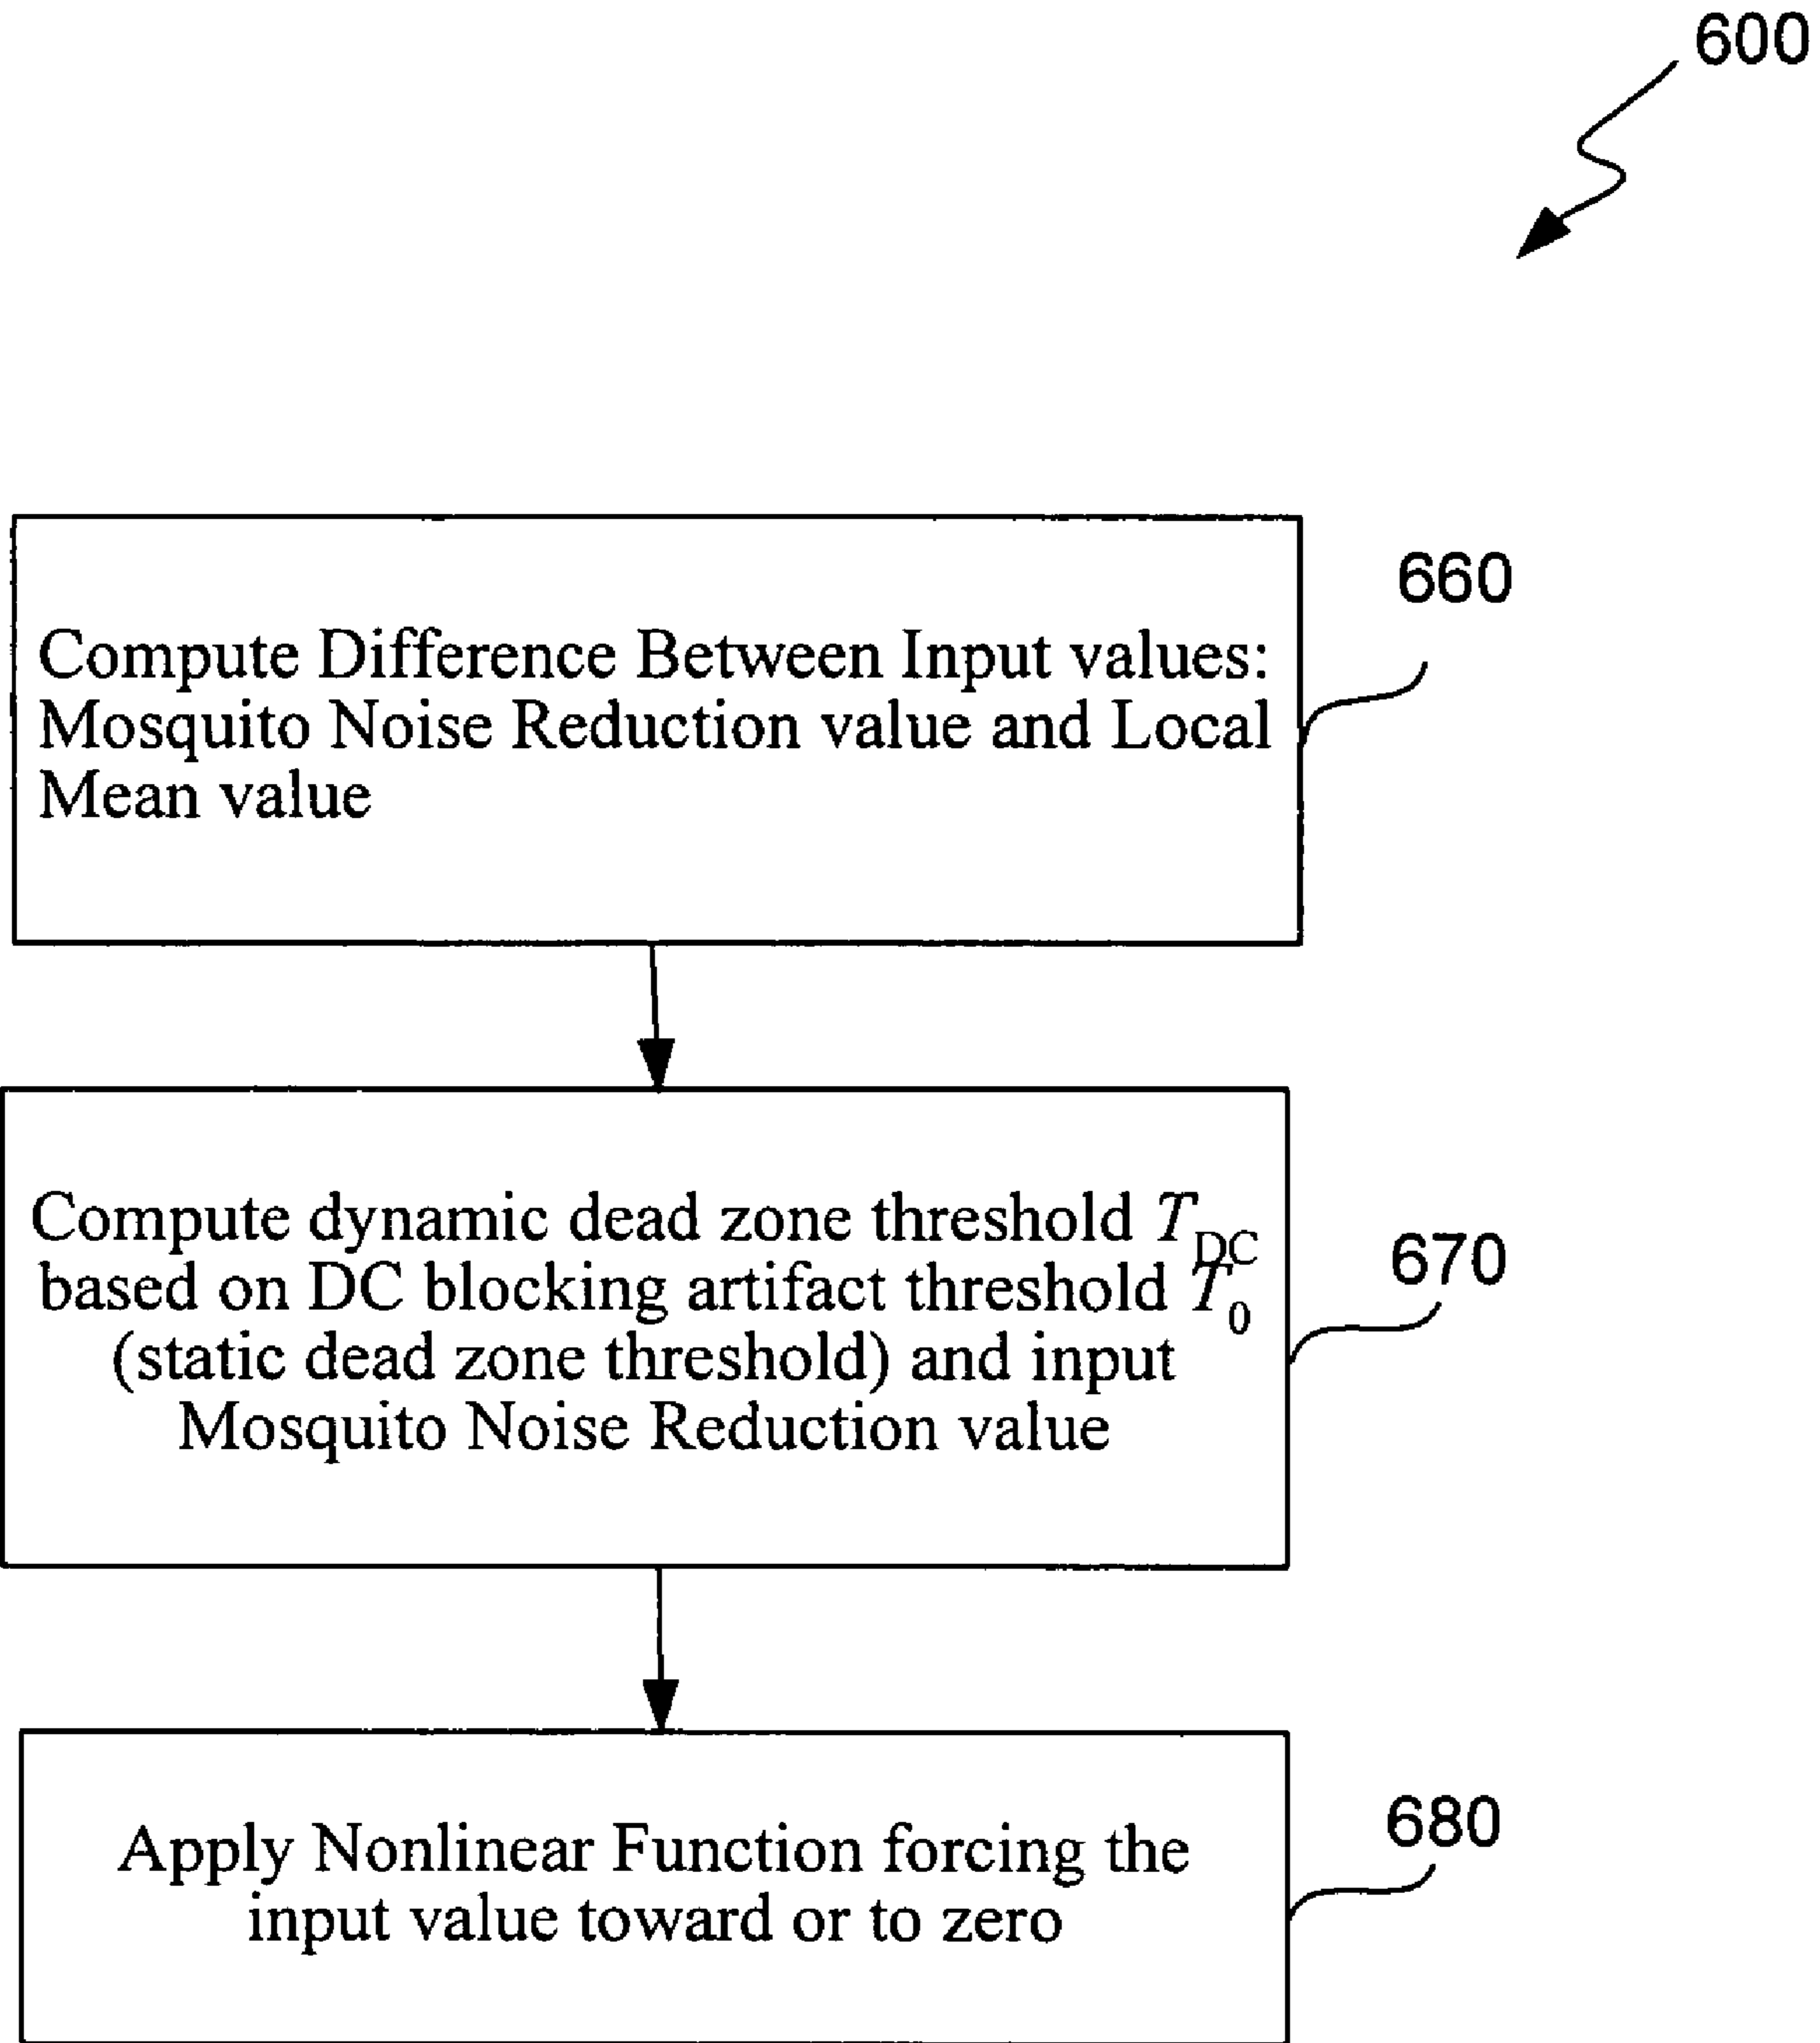 600
660
Compute Difference Between Input values:
Mosquito Noise Reduction value and Local
Mean value
Compute dynamic dead zone threshold T_DC
based on DC blocking artifact threshold T_0
(static dead zone threshold) and input
Mosquito Noise Reduction value
670
Apply Nonlinear Function forcing the
input value toward or to zero
680